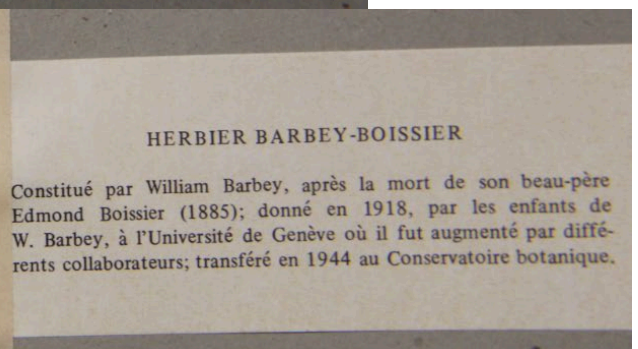 HERBIER BARBEY-BOISSIER
Constitué par William Barbey, après la mort de son beau-père
Edmond Boissier (1885); donné en 1918, par les enfants de
W. Barbey, à l'Université de Genève où il fut augmenté par diffé-
rents collaborateurs; transféré en 1944 au Conservatoire botanique.